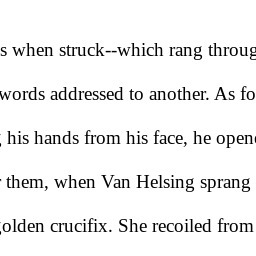 s when struck--which rang throug
words addressed to another. As fo
his hands from his face, he open
them, when Van Helsing sprang
golden crucifix. She recoiled from